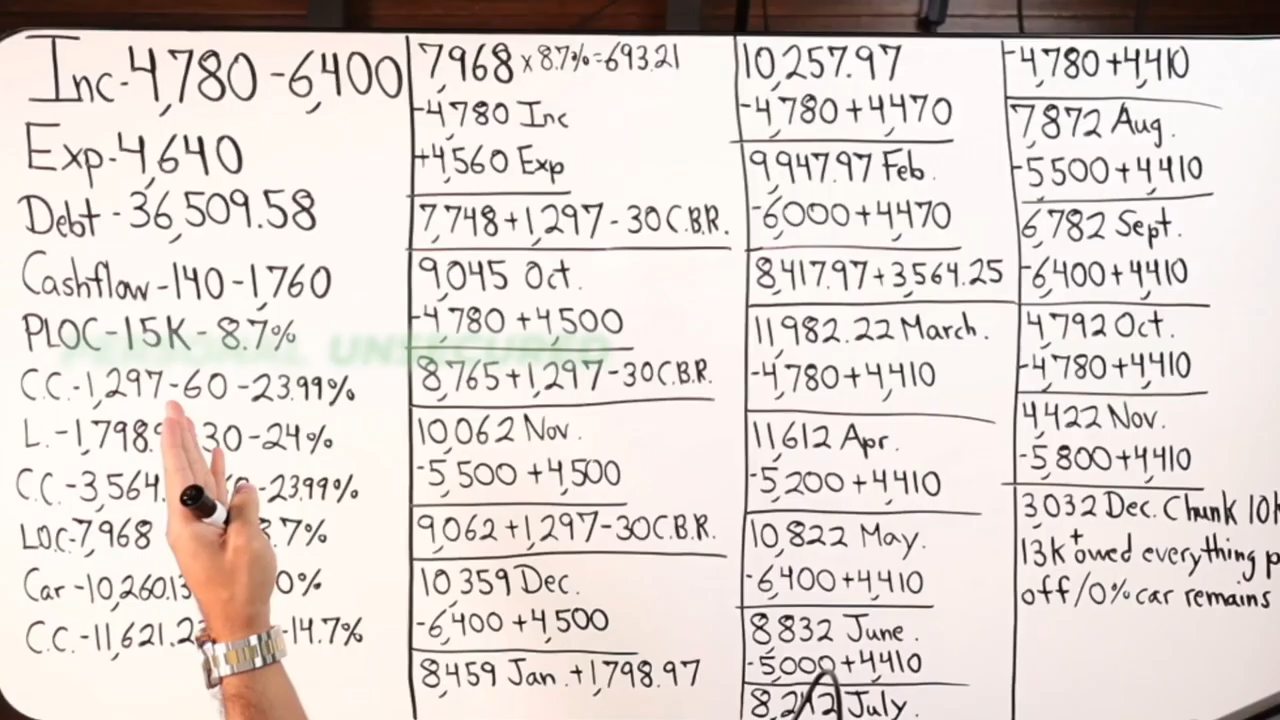 Inc-4,780-6,400
Exp-4,640
Debt-36,509.58
Cashflow-140-1,760
PLOC-15K-8.7%
PERSONAL UNSECURED
C.C.-1,297-60-23.99%
L.-1,798. 30-24%
C.C.-3,564. -23.99%
LOC-7,968 .7%
Car-10,260.13 0%
C.C.-11,621.2 -14.7%
7,968 x 8.7%=693.21
-4,780 Inc
+4,560 Exp
7,748+1,297-30 C.B.R.
9,045 Oct.
-4,780+4,500
8,765+1,297-30 C.B.R.
10,062 Nov.
-5,500+4,500
9,062+1,297-30 C.B.R.
10,359 Dec.
-6,400+4,500
8,459 Jan.+1,798.97
10,257.97
-4,780+4,470
9,947.97 Feb.
-6,000+4,470
8,417.97+3,564.25
11,982.22 March.
-4,780+4,410
11,612 Apr.
-5,200+4,410
10,822 May.
-6,400+4,410
8,832 June.
-5,000+4,410
8,242 July.
-4,780+4,410
7,872 Aug.
-5,500+4,410
6,782 Sept.
-6,400+4,410
4,792 Oct.
-4,780+4,410
4,422 Nov.
-5,800+4,410
3,032 Dec. Chunk 10K
13K+ owed everything p
off/0% car remains